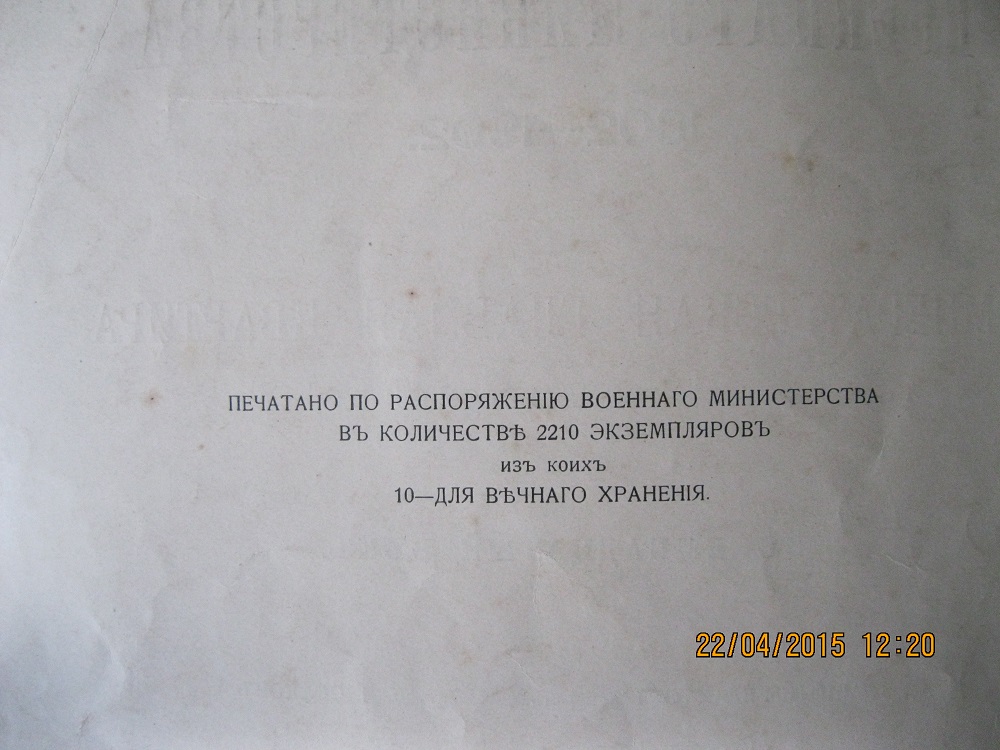 ПЕЧАТАНО ПО РАСПОРЯЖЕНІЮ ВОЕННАГО МИНИСТЕРСТВА
ВЪ КОЛИЧЕСТВѢ 2210 ЭКЗЕМПЛЯРОВЪ
ИЗЪ КОИХЪ
10—ДЛЯ ВѢЧНАГО ХРАНЕНІЯ.
22/04/2015 12:20